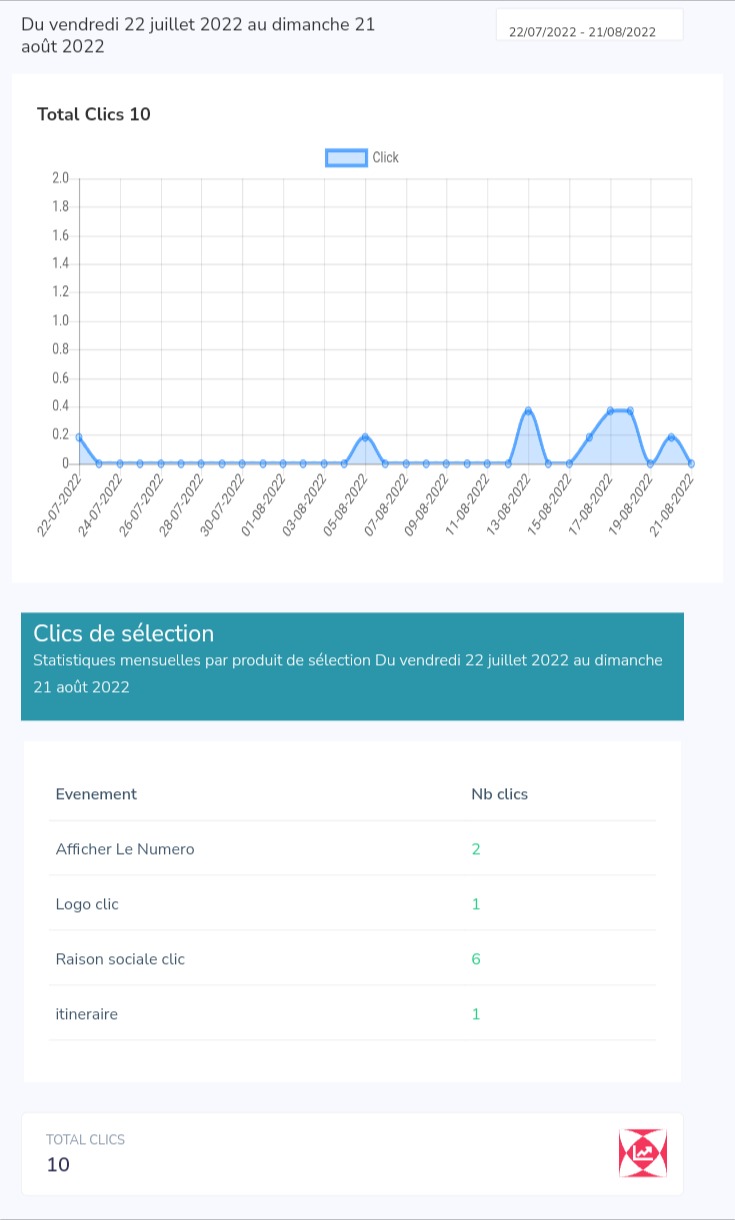 Du vendredi 22 juillet 2022 au dimanche 21
août 2022
22/07/2022 - 21/08/2022
Total Clics 10
Click
2.0
1.8
1.6
1.4
1.2
1.0
0.8
0.6
0.4
0.2
0
22-07-2022
24-07-2022
26-07-2022
28-07-2022
30-07-2022
01-08-2022
03-08-2022
05-08-2022
07-08-2022
09-08-2022
11-08-2022
13-08-2022
15-08-2022
17-08-2022
19-08-2022
21-08-2022
Clics de sélection
Statistiques mensuelles par produit de sélection Du vendredi 22 juillet 2022 au dimanche
21 août 2022
Evenement Nb clics
Afficher Le Numero 2
Logo clic 1
Raison sociale clic 6
itineraire 1
TOTAL CLICS
10